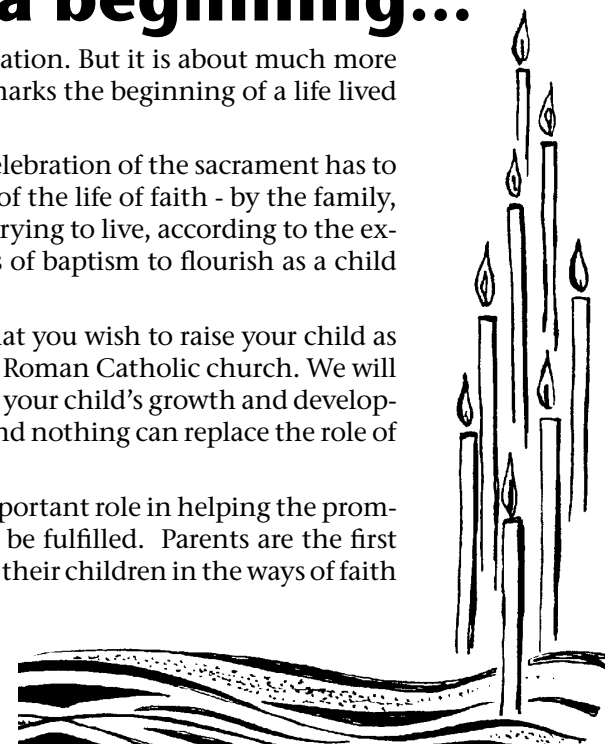 a beginning...
ation. But it is about much more
marks the beginning of a life lived
elebration of the sacrament has to
of the life of faith - by the family,
rying to live, according to the ex-
s of baptism to flourish as a child
at you wish to raise your child as
Roman Catholic church. We will
your child’s growth and develop-
nd nothing can replace the role of
portant role in helping the prom-
be fulfilled. Parents are the first
their children in the ways of faith